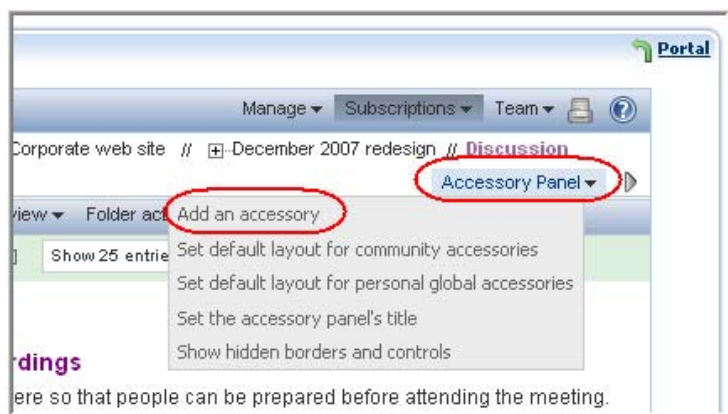 Portal
Manage Subscriptions Team
Corporate web site // December 2007 redesign // Discussion
Accessory Panel
view Folder Add an accessory
Show 25 Set default layout for community accessories
Set default layout for personal global accessories
Set the accessory panel's title
Show hidden borders and controls
rdings
ere so that people can be prepared before attending the meeting.